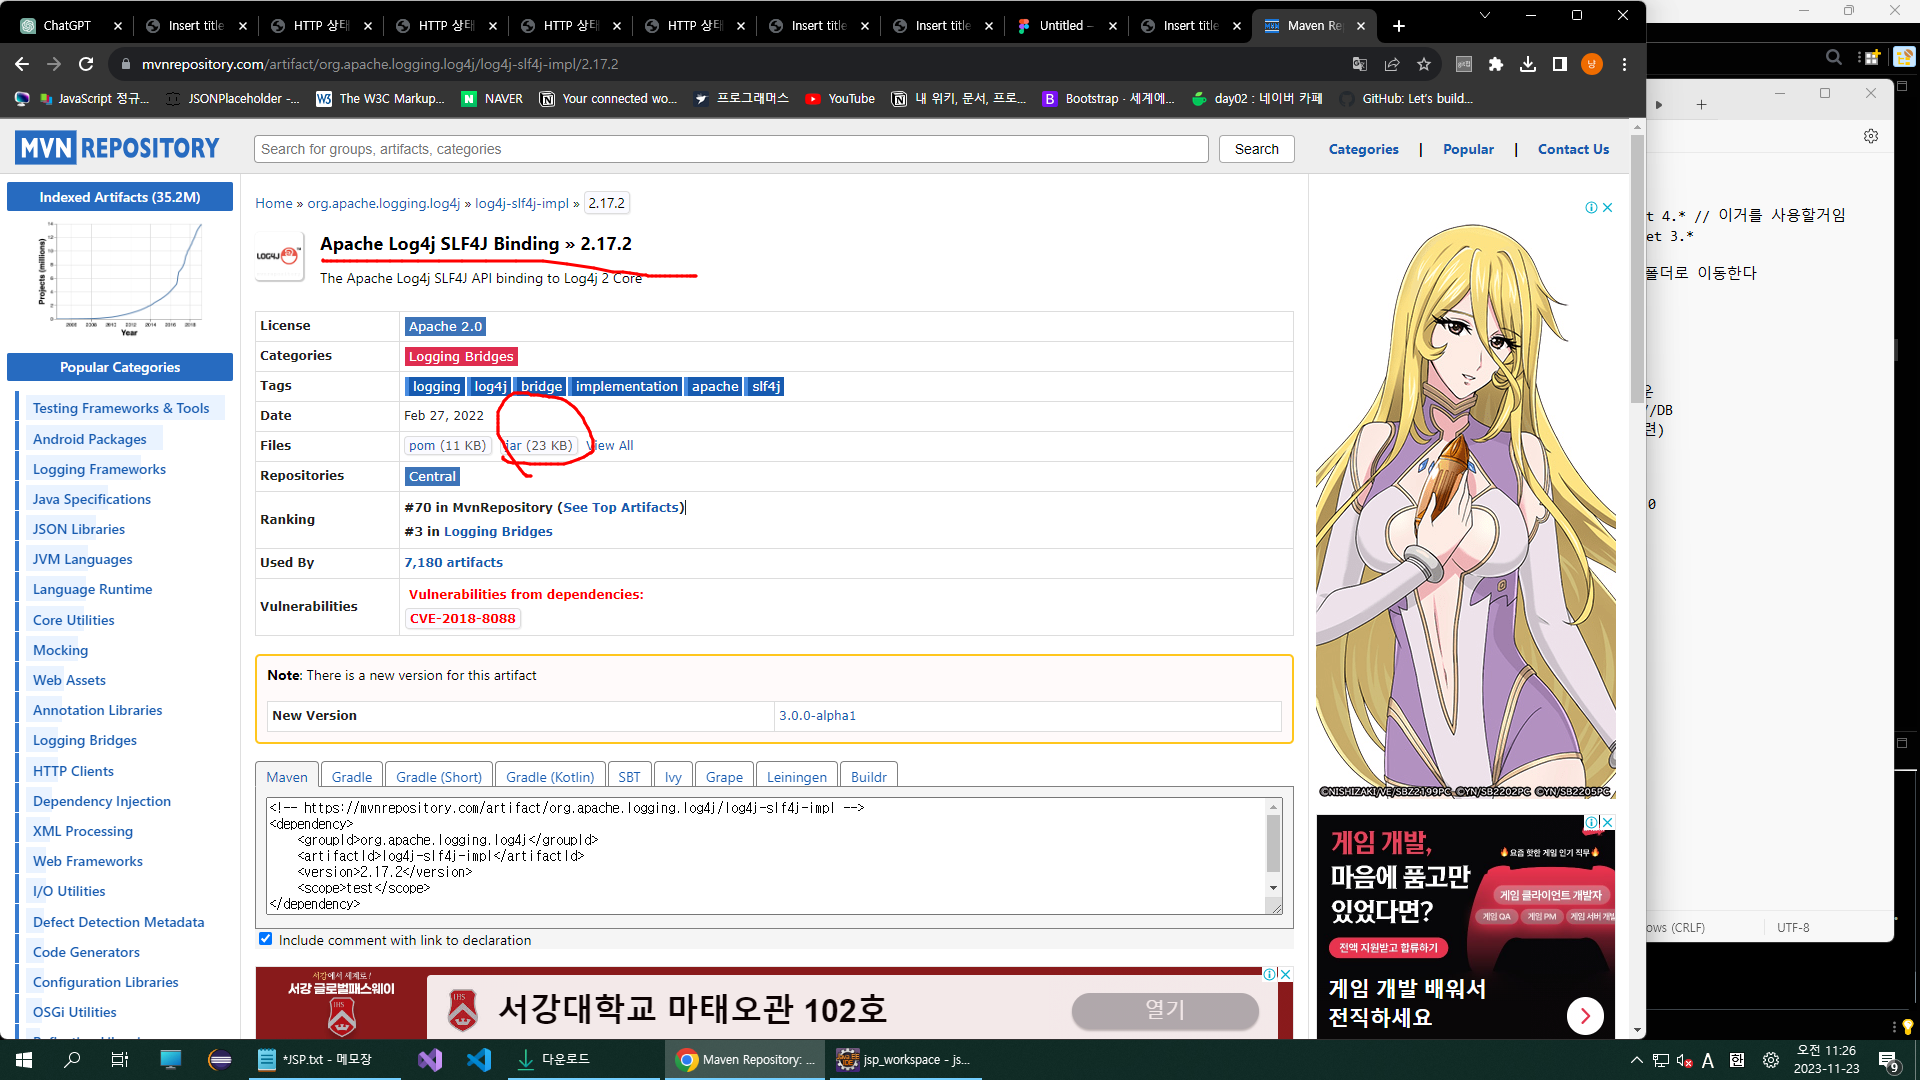 ChatGPT
Insert title
HTTP 상태
HTTP 상태
HTTP 상태
HTTP 상태
Insert title
Insert title
Untitled –
Insert title
Maven Re
mvnrepository.com/artifact/org.apache.logging.log4j/log4j-slf4j-impl/2.17.2
JavaScript 정규...
JSONPlaceholder -...
The W3C Markup...
NAVER
Your connected wo...
프로그래머스
YouTube
내 위키, 문서, 프로...
Bootstrap · 세계에...
day02 : 네이버 카페
GitHub: Let's build...
MVN REPOSITORY
Search for groups, artifacts, categories
Search
Categories | Popular | Contact Us
Indexed Artifacts (35.2M)
Projects (millions)
Year
Popular Categories
Testing Frameworks & Tools
Android Packages
Logging Frameworks
Java Specifications
JSON Libraries
JVM Languages
Language Runtime
Core Utilities
Mocking
Web Assets
Annotation Libraries
Logging Bridges
HTTP Clients
Dependency Injection
XML Processing
Web Frameworks
I/O Utilities
Defect Detection Metadata
Code Generators
Configuration Libraries
OSGi Utilities
Home » org.apache.logging.log4j » log4j-slf4j-impl » 2.17.2
LOG4J
Apache Log4j SLF4J Binding » 2.17.2
The Apache Log4j SLF4J API binding to Log4j 2 Core
License Apache 2.0
Categories Logging Bridges
Tags logging log4j bridge implementation apache slf4j
Date Feb 27, 2022
Files pom (11 KB) jar (23 KB) View All
Repositories Central
Ranking #70 in MvnRepository (See Top Artifacts)
#3 in Logging Bridges
Used By 7,180 artifacts
Vulnerabilities Vulnerabilities from dependencies:
CVE-2018-8088
Note: There is a new version for this artifact
New Version 3.0.0-alpha1
Maven Gradle Gradle (Short) Gradle (Kotlin) SBT Ivy Grape Leiningen Buildr
<!-- https://mvnrepository.com/artifact/org.apache.logging.log4j/log4j-slf4j-impl -->
<dependency>
<groupId>org.apache.logging.log4j</groupId>
<artifactId>log4j-slf4j-impl</artifactId>
<version>2.17.2</version>
<scope>test</scope>
</dependency>
Include comment with link to declaration
서강에서 세계로!
서강 글로벌패스웨이
IHS
IHS
서강대학교 마태오관 102호
열기
©NISHIZAKI/VE/SBZ2199PC ©YN/SB2202PC ©YN/SB2205PC
게임 개발,
마음에 품고만
있었다면?
전액 지원받고 합류하기
요즘 핫한 게임 인기 직무
게임 클라이언트 개발자
게임 QA
게임 PM
게임 서버 개발
게임 개발 배워서
전직하세요
t 4.* // 이거를 사용할거임
et 3.*
폴더로 이동한다
//DB
0
ows (CRLF)
UTF-8
*JSP.txt - 메모장
다운로드
Maven Repository: ...
jsp_workspace - js...
A
한
오전 11:26
2023-11-23
9